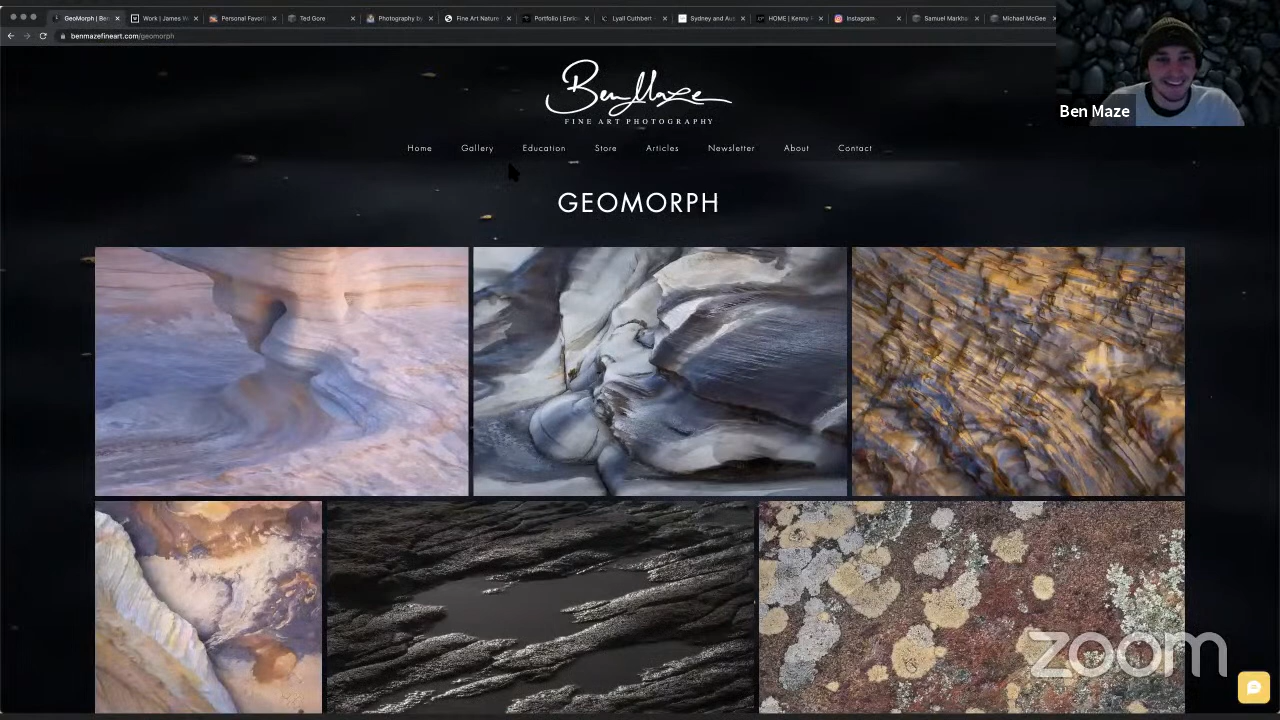 GeoMorph | Ben
Work | James W
Personal Favori
Ted Gore
Photography by
Fine Art Nature
Portfolio | Enric
Lyall Cuthbert -
Sydney and Aus
HOME | Kenny
Instagram
Samuel Markha
Michael McGee
benmazefineart.com/geomorph
Ben Maze
FINE ART PHOTOGRAPHY
Home Gallery Education Store Articles Newsletter About Contact
GEOMORPH
Ben Maze
zoom